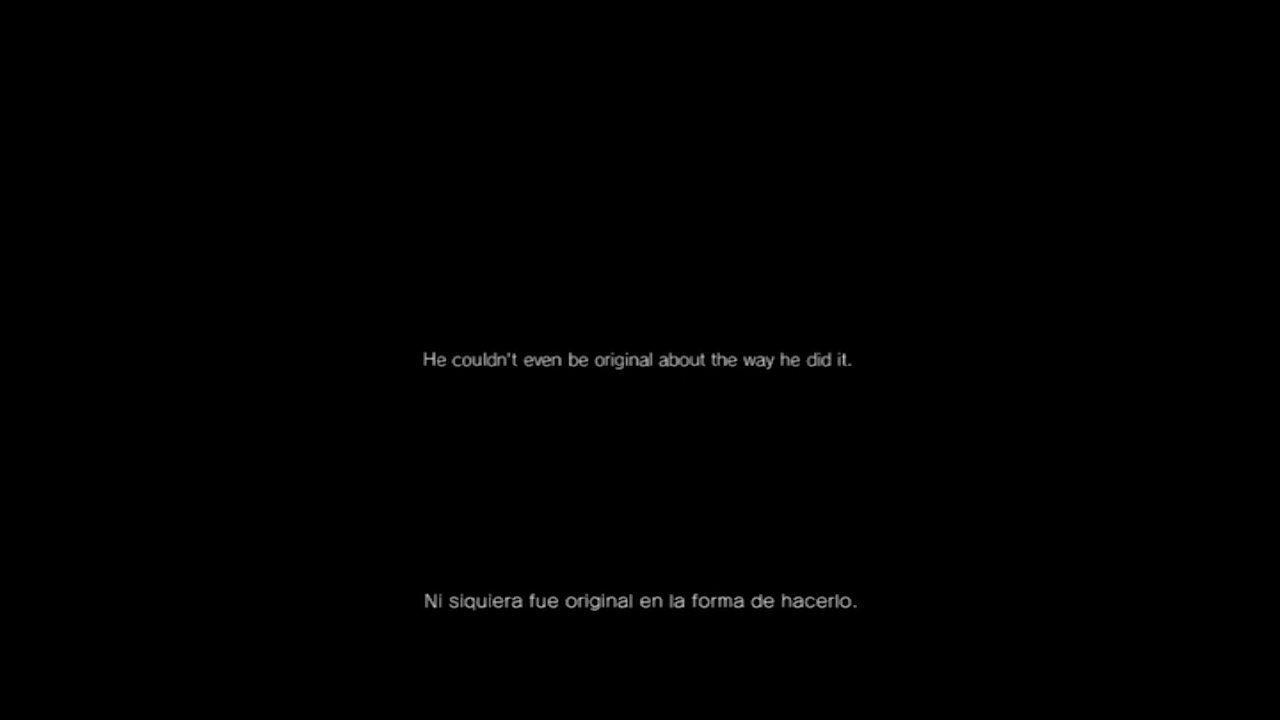 He couldn't even be original about the way he did it.
Ni siquiera fue original en la forma de hacerlo.